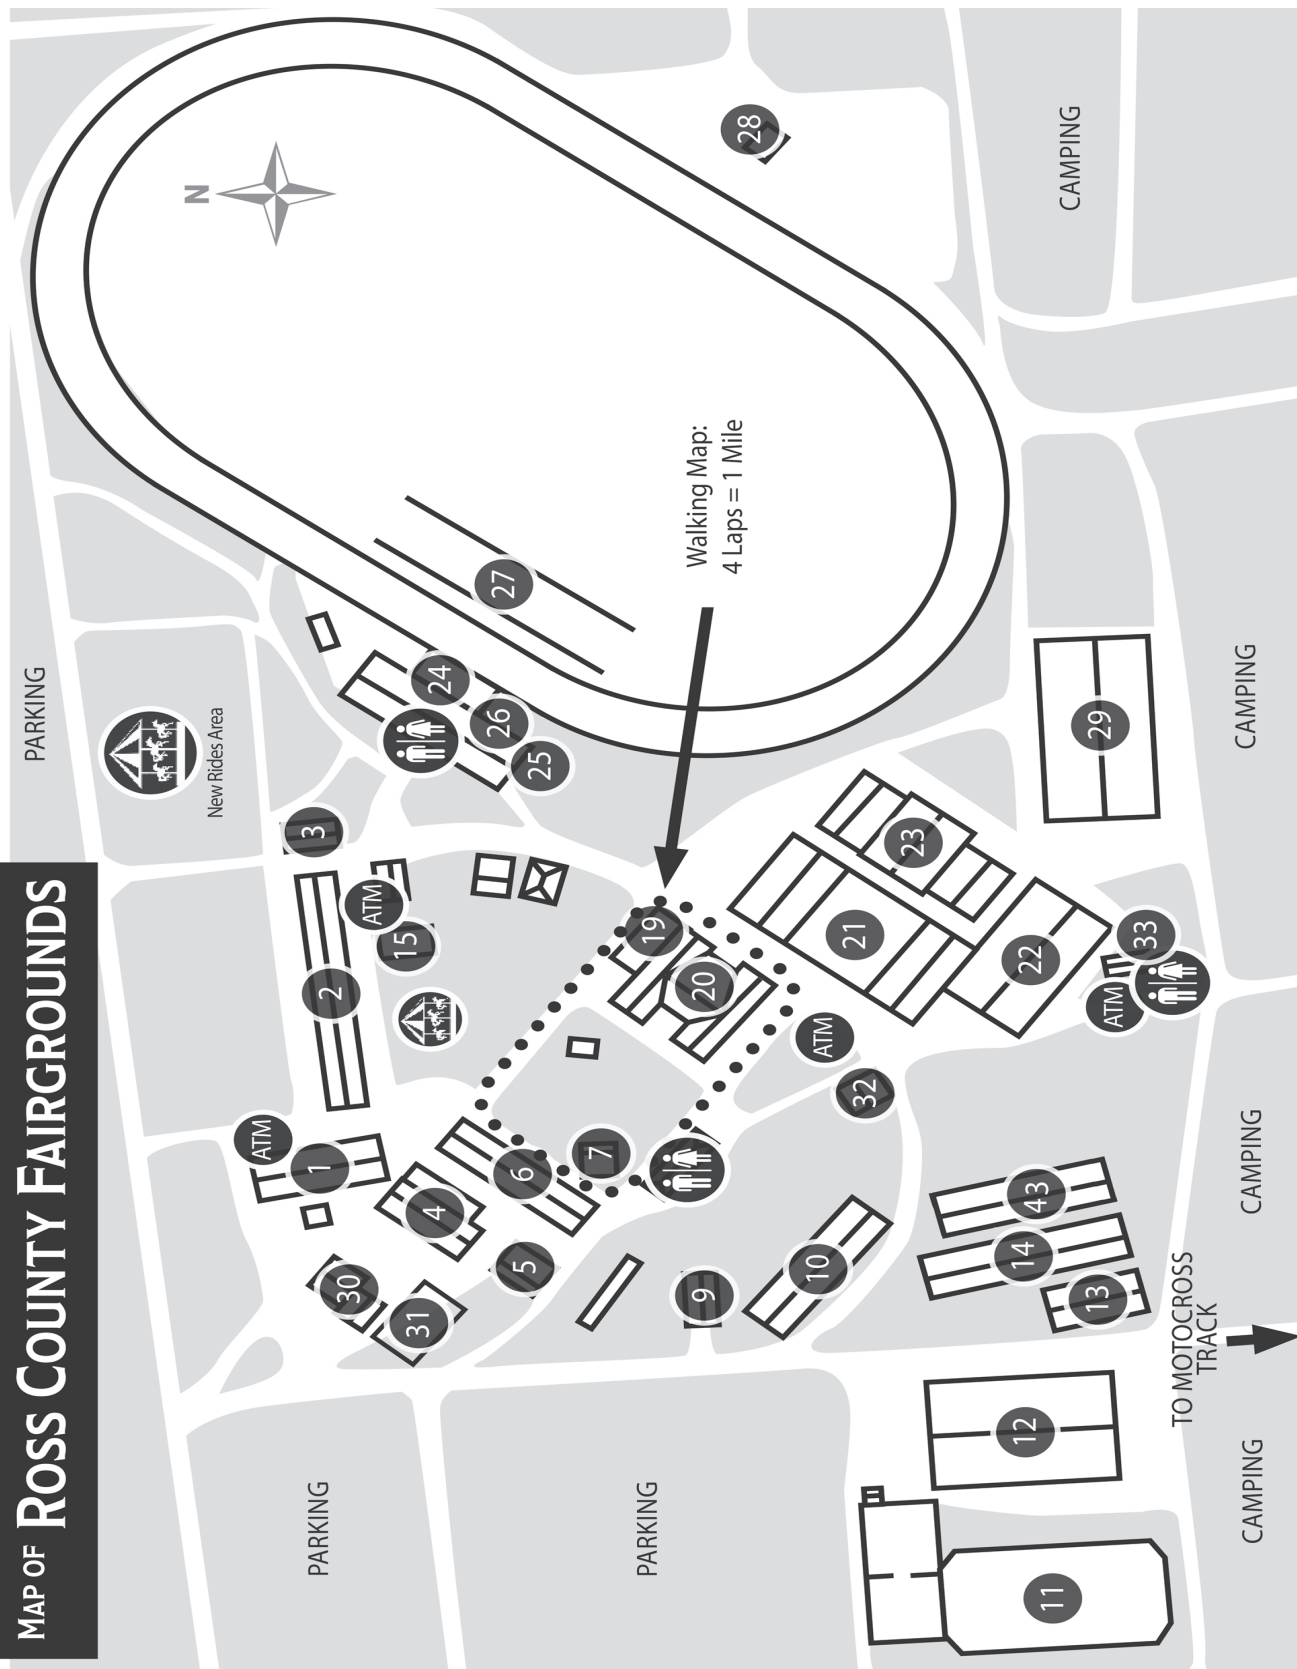 MAP OF ROSS COUNTY FAIRGROUNDS
PARKING
New Rides Area
N
28
CAMPING
Walking Map:
4 Laps = 1 Mile
27
24
26
25
3
ATM
15
2
ATM
1
30
31
4
5
6
7
19
20
21
23
22
29
CAMPING
33
ATM
ATM
32
9
10
43
14
13
CAMPING
TO MOTOCROSS
TRACK
12
11
CAMPING
PARKING
PARKING